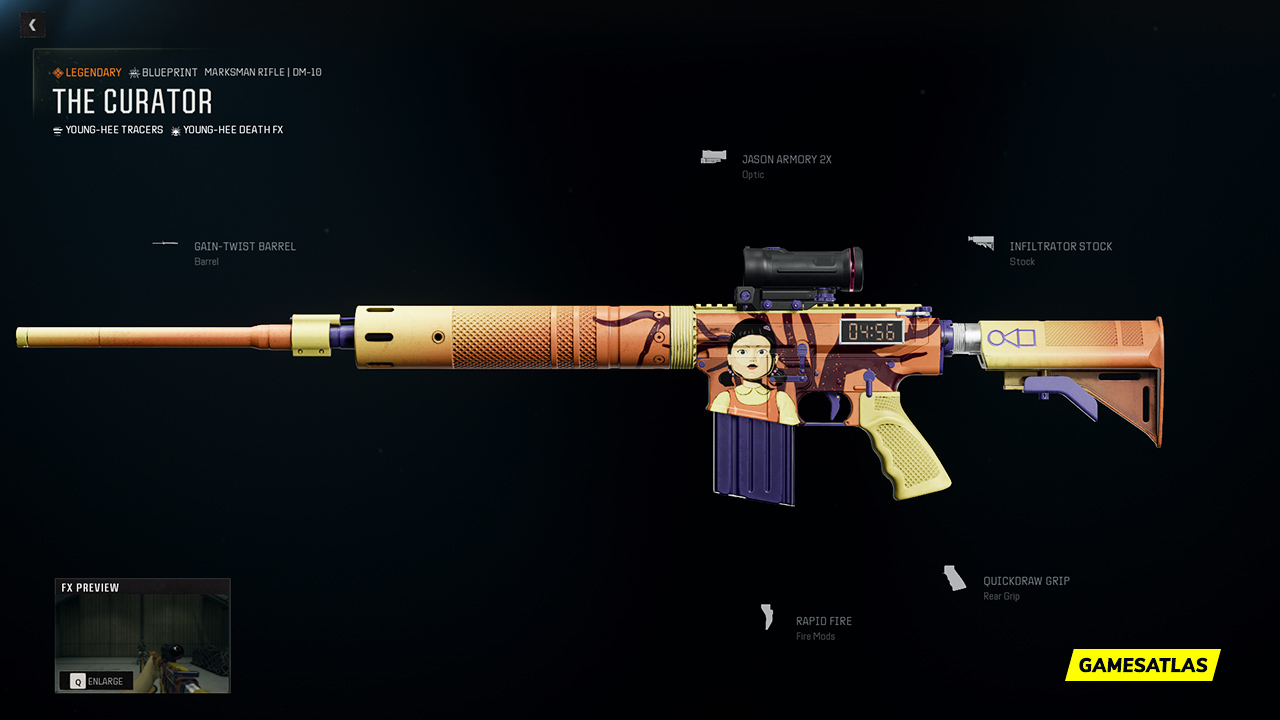 LEGENDARY BLUEPRINT MARKSMAN RIFLE | DM-10
THE CURATOR
YOUNG-HEE TRACERS YOUNG-HEE DEATH FX
JASON ARMORY 2X
Optic
GAIN-TWIST BARREL
Barrel
INFILTRATOR STOCK
Stock
04:56
QUICKDRAW GRIP
Rear Grip
RAPID FIRE
Fire Mods
FX PREVIEW
Q ENLARGE
GAMESATLAS